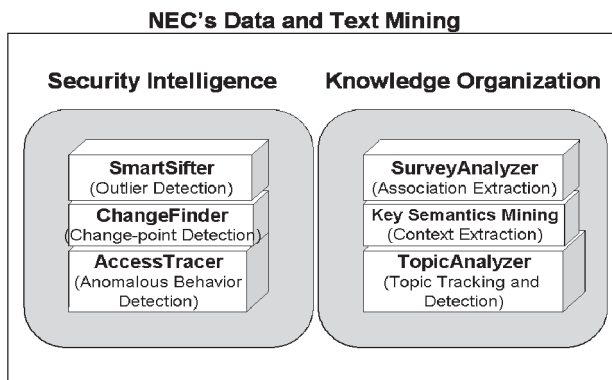 NEC's Data and Text Mining
Security Intelligence
SmartSifter
(Outlier Detection)
ChangeFinder
(Change-point Detection)
AccessTracer
(Anomalous Behavior
Detection)
Knowledge Organization
SurveyAnalyzer
(Association Extraction)
Key Semantics Mining
(Context Extraction)
TopicAnalyzer
(Topic Tracking and
Detection)